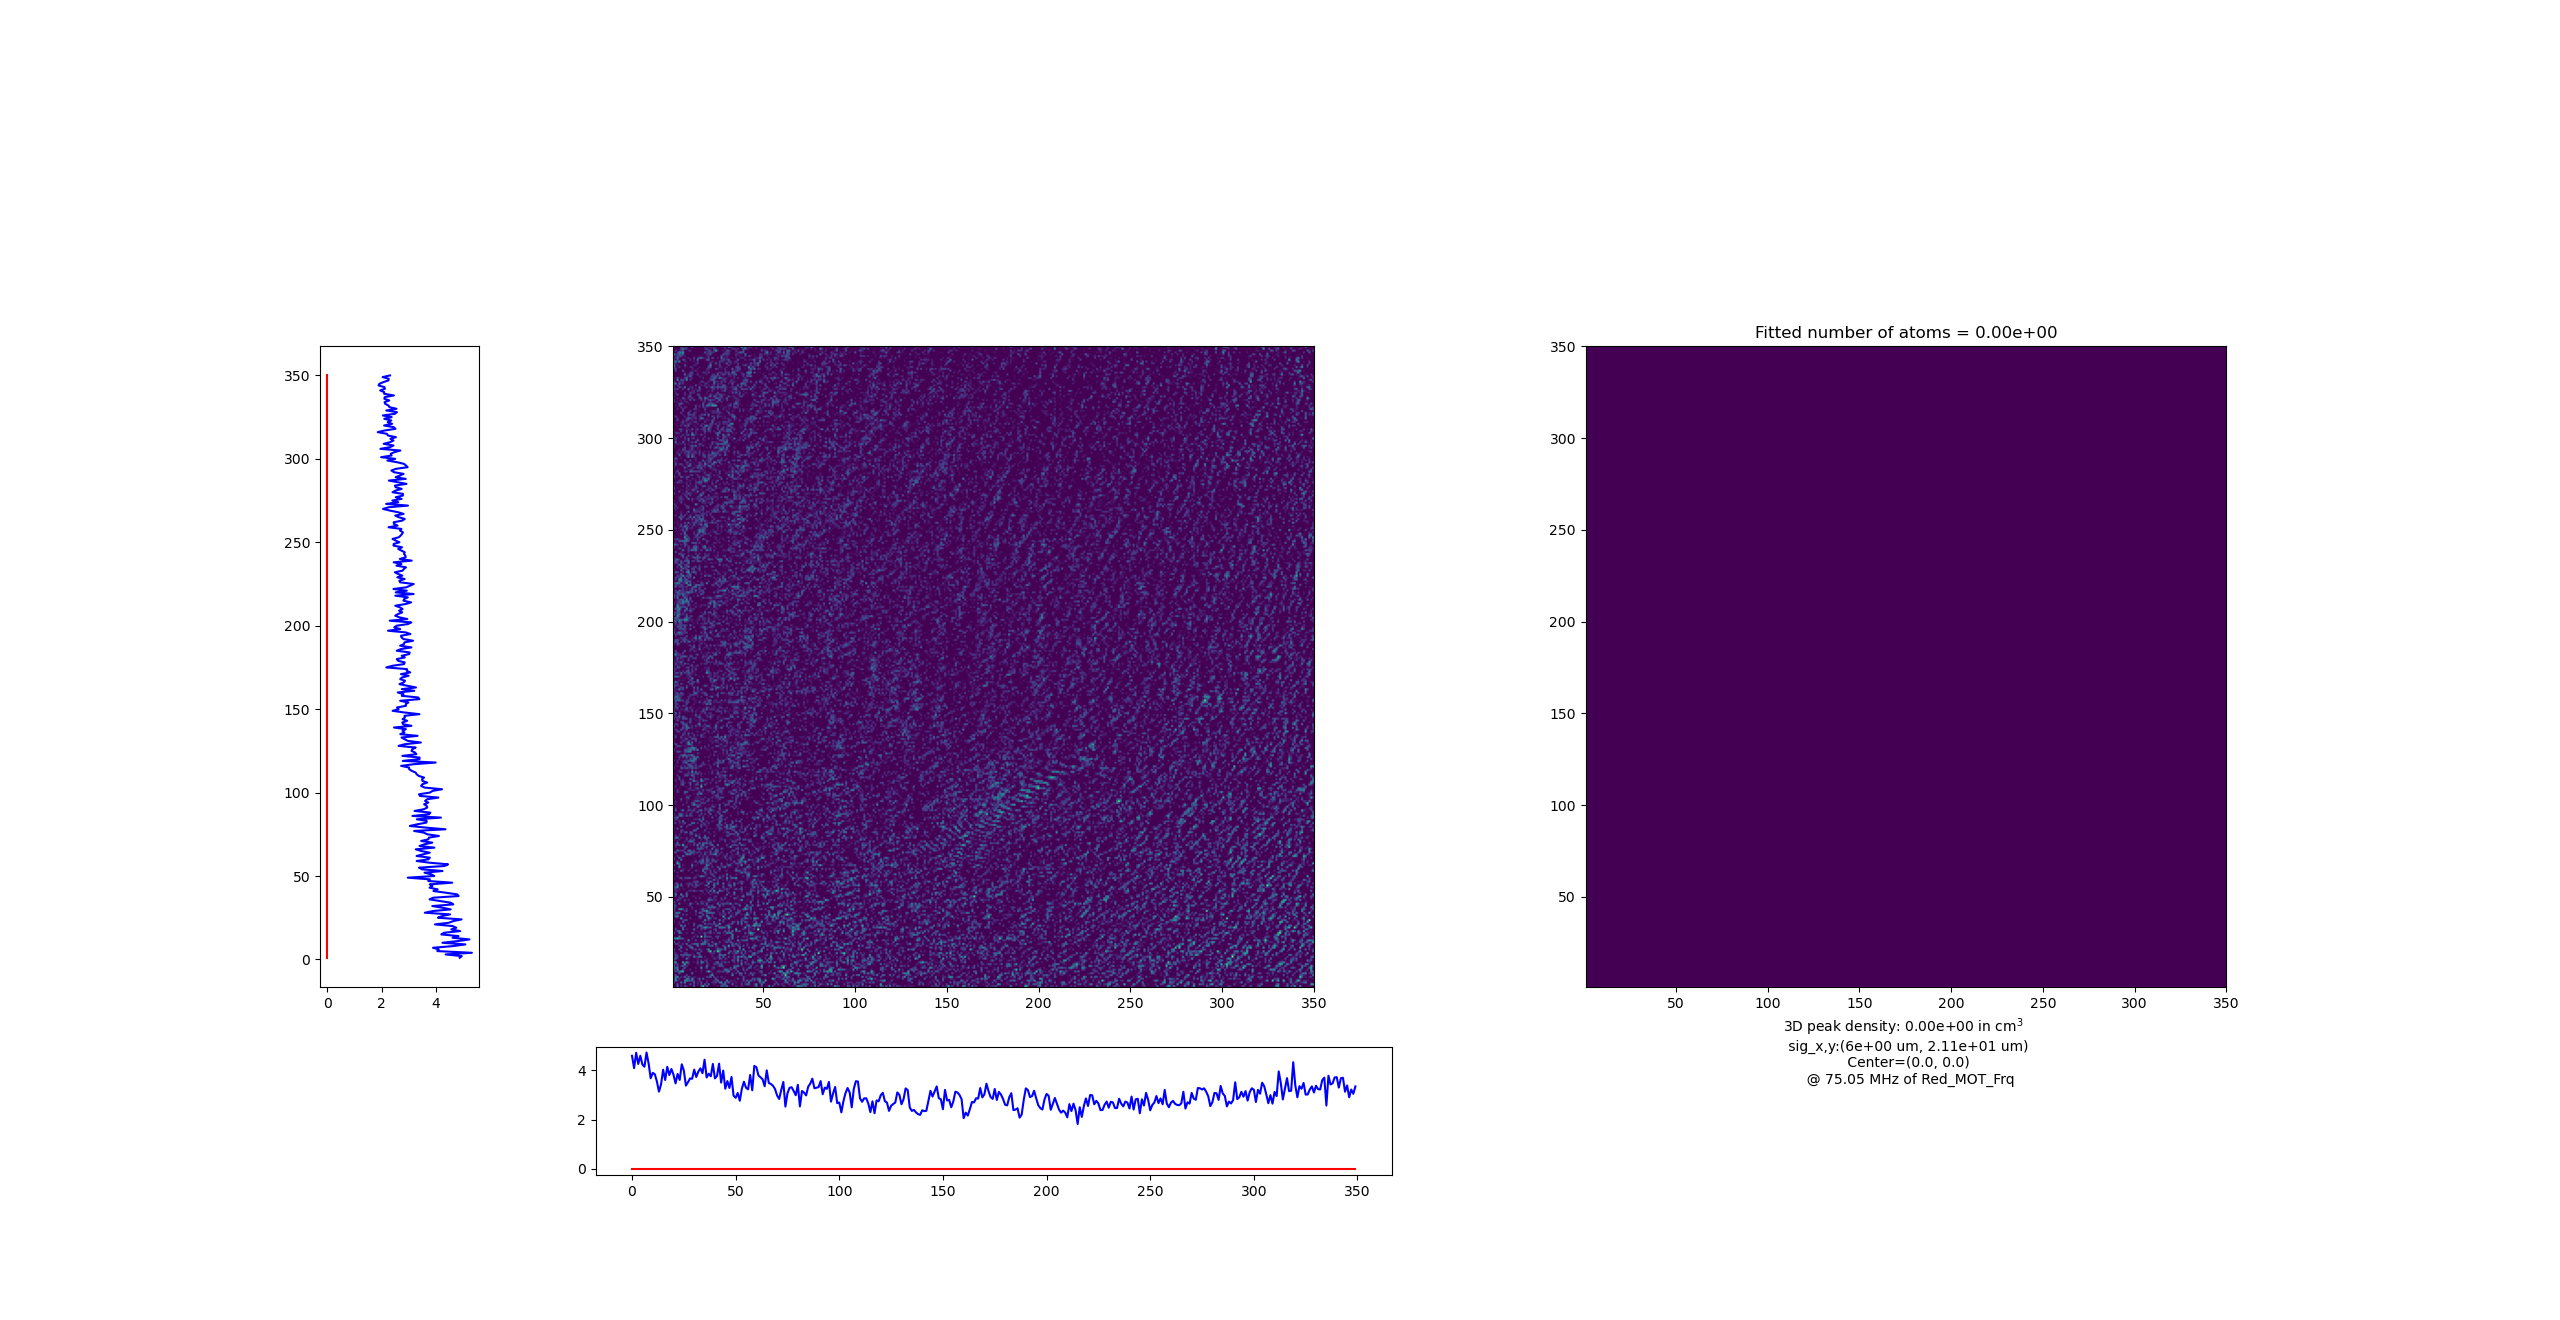 Fitted number of atoms = 0.00e+00
350
300
250
200
150
100
50
0
0 2 4
350
300
250
200
150
100
50
50 100 150 200 250 300 350
350
300
250
200
150
100
50
50 100 150 200 250 300 350
3D peak density: 0.00e+00 in cm³
sig_x,y:(6e+00 um, 2.11e+01 um)
Center=(0.0, 0.0)
@ 75.05 MHz of Red_MOT_Frq
4
2
0
0 50 100 150 200 250 300 350